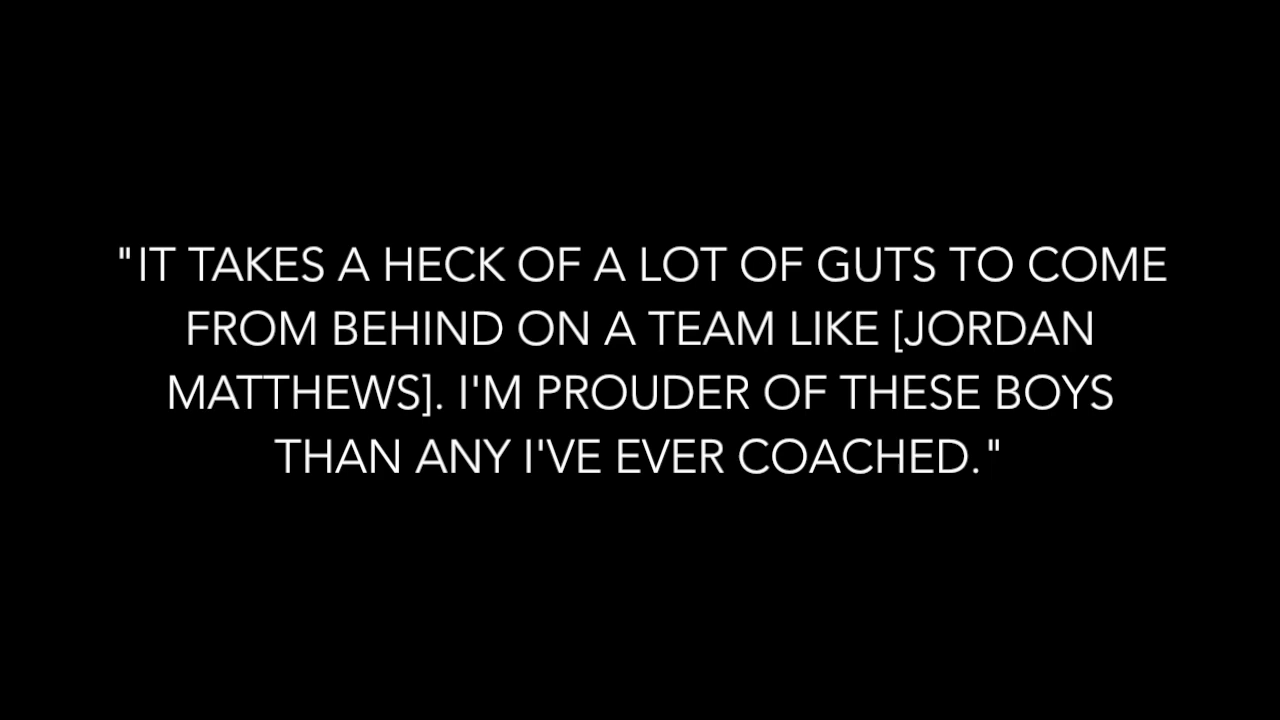 "IT TAKES A HECK OF A LOT OF GUTS TO COME
FROM BEHIND ON A TEAM LIKE [JORDAN
MATTHEWS]. I'M PROUDER OF THESE BOYS
THAN ANY I'VE EVER COACHED."